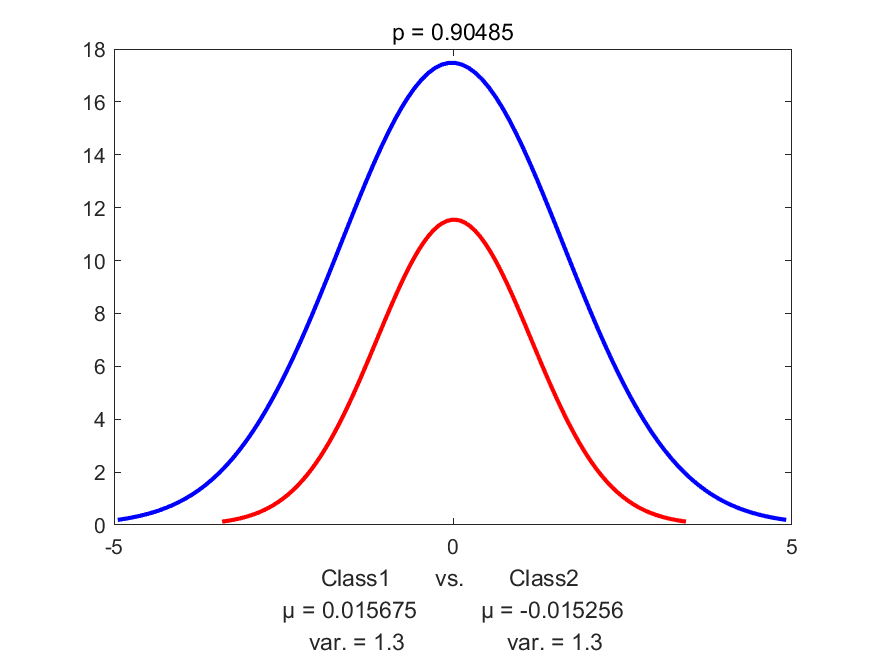 p = 0.90485
18
16
14
12
10
8
6
4
2
0
-5 0 5
Class1 vs. Class2
μ = 0.015675 μ = -0.015256
var. = 1.3 var. = 1.3